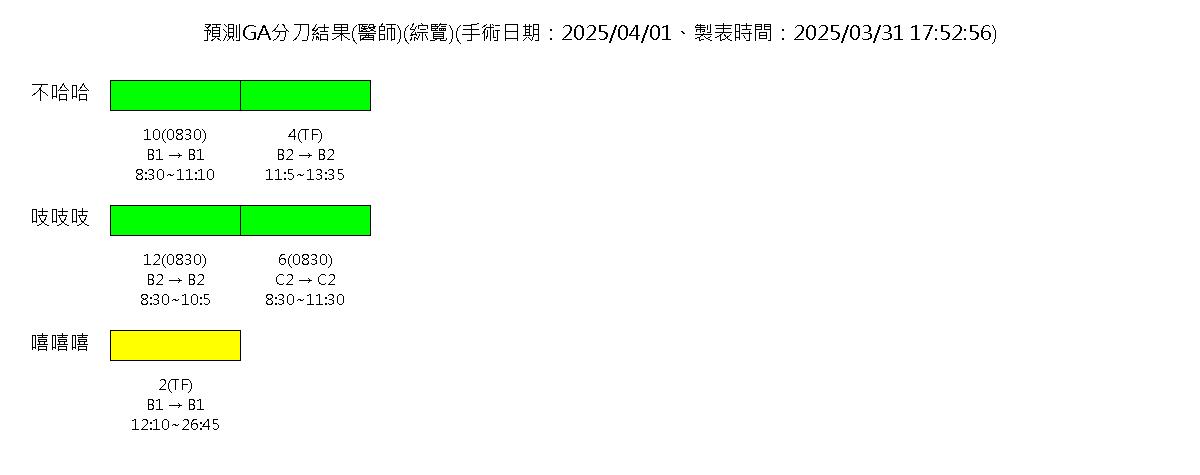 預測GA分刀結果(醫師)(綜覽)(手術日期：2025/04/01、製表時間：2025/03/31 17:52:56)
不哈哈
10(0830)
B1 → B1
8:30~11:10
4(TF)
B2 → B2
11:5~13:35
吱吱吱
12(0830)
B2 → B2
8:30~10:5
6(0830)
C2 → C2
8:30~11:30
嘻嘻嘻
2(TF)
B1 → B1
12:10~26:45